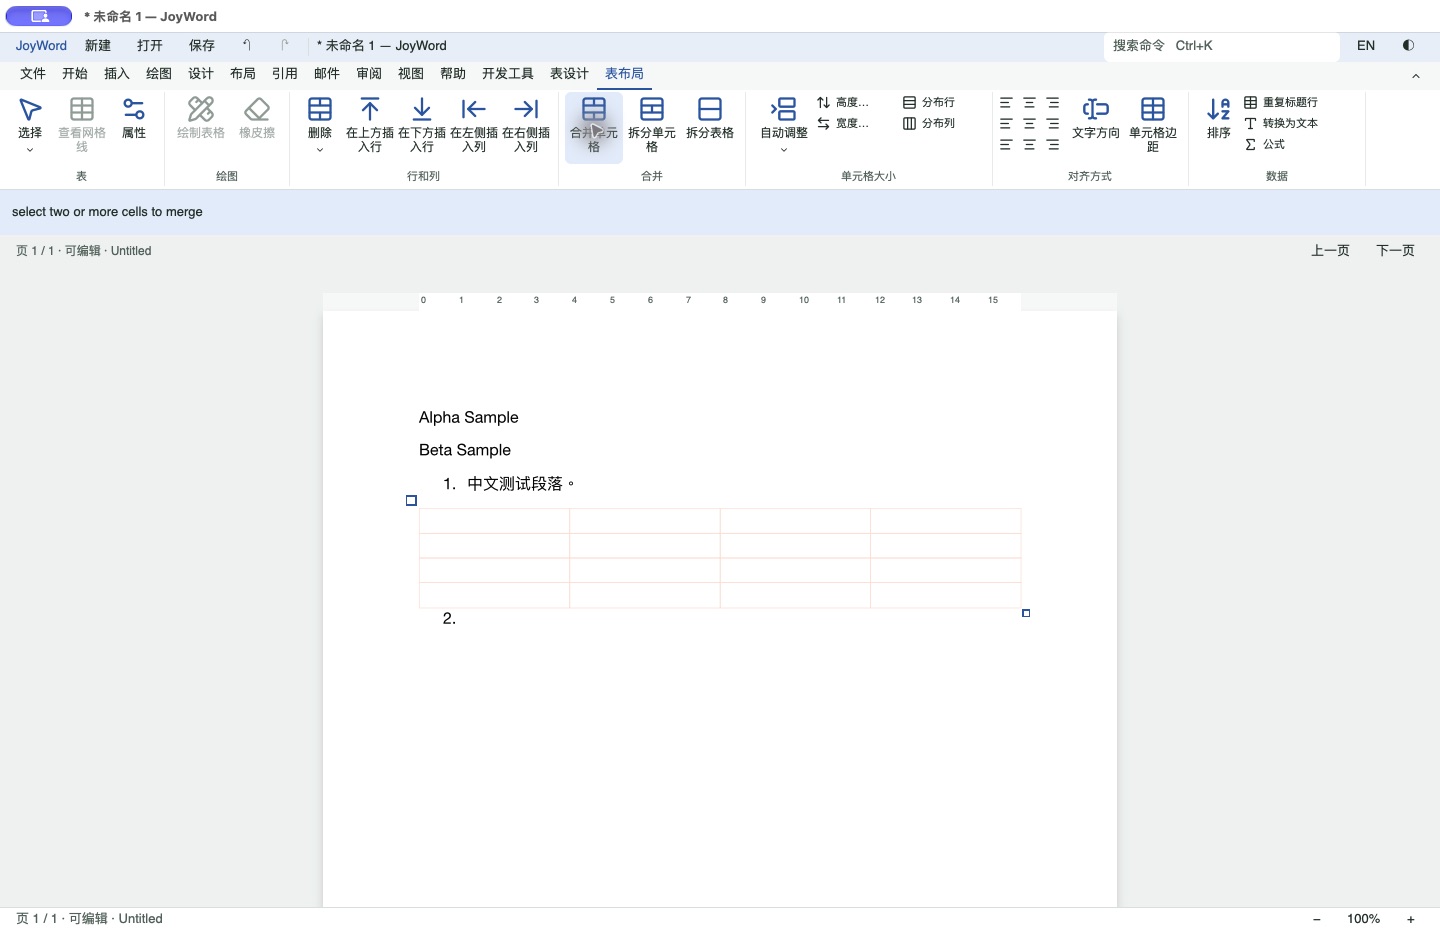 * 未命名 1 — JoyWord
JoyWord 新建 打开 保存 * 未命名 1 — JoyWord 搜索命令 Ctrl+K EN
文件 开始 插入 绘图 设计 布局 引用 邮件 审阅 视图 帮助 开发工具 表设计 表布局
选择 查看网格线 属性 绘制表格 橡皮擦 删除 在上方插入行 在下方插入行 在左侧插入列 在右侧插入列 合并单元格 拆分单元格 拆分表格 自动调整 高度... 宽度... 分布行 分布列 文字方向 单元格边距 排序 重复标题行 转换为文本 公式
表 绘图 行和列 合并 单元格大小 对齐方式 数据
select two or more cells to merge
页 1 / 1 · 可编辑 · Untitled 上一页 下一页
0 1 2 3 4 5 6 7 8 9 10 11 12 13 14 15
Alpha Sample
Beta Sample
1. 中文测试段落。
2.
页 1 / 1 · 可编辑 · Untitled − 100% +